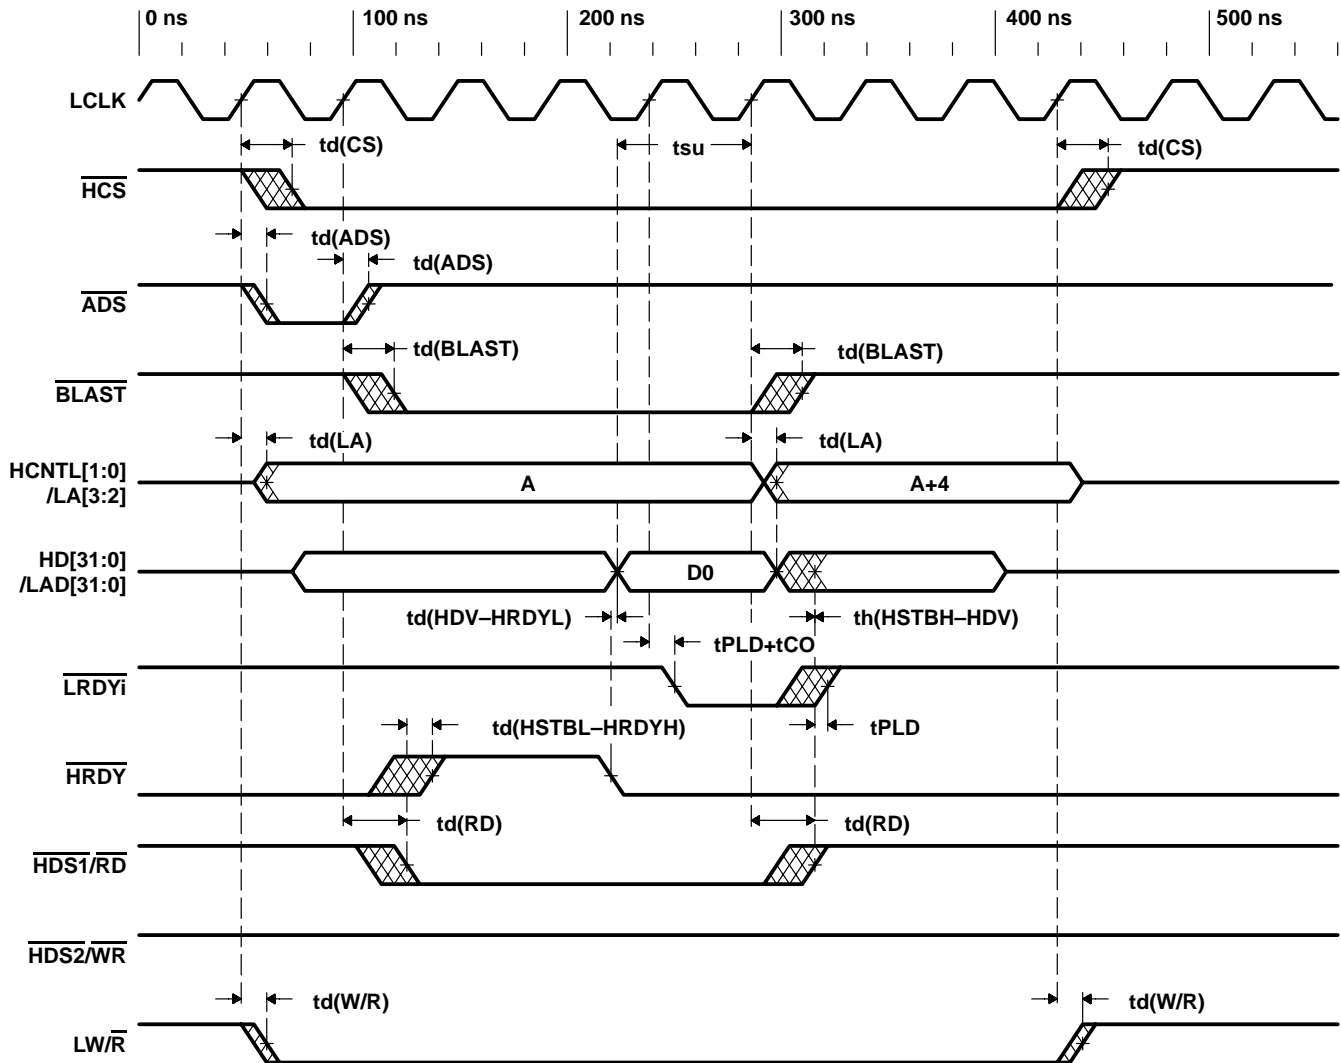 0 ns 100 ns 200 ns 300 ns 400 ns 500 ns
LCLK
td(CS) tsu td(CS)
HCS
td(ADS)
td(ADS)
ADS
td(BLAST) td(BLAST)
BLAST
td(LA) td(LA)
HCNTL[1:0]
/LA[3:2]
A A+4
HD[31:0]
/LAD[31:0]
D0
td(HDV–HRDYL) th(HSTBH–HDV)
tPLD+tCO
LRDYi
td(HSTBL–HRDYH) tPLD
HRDY
td(RD) td(RD)
HDS1/RD
HDS2/WR
td(W/R) td(W/R)
LW/R